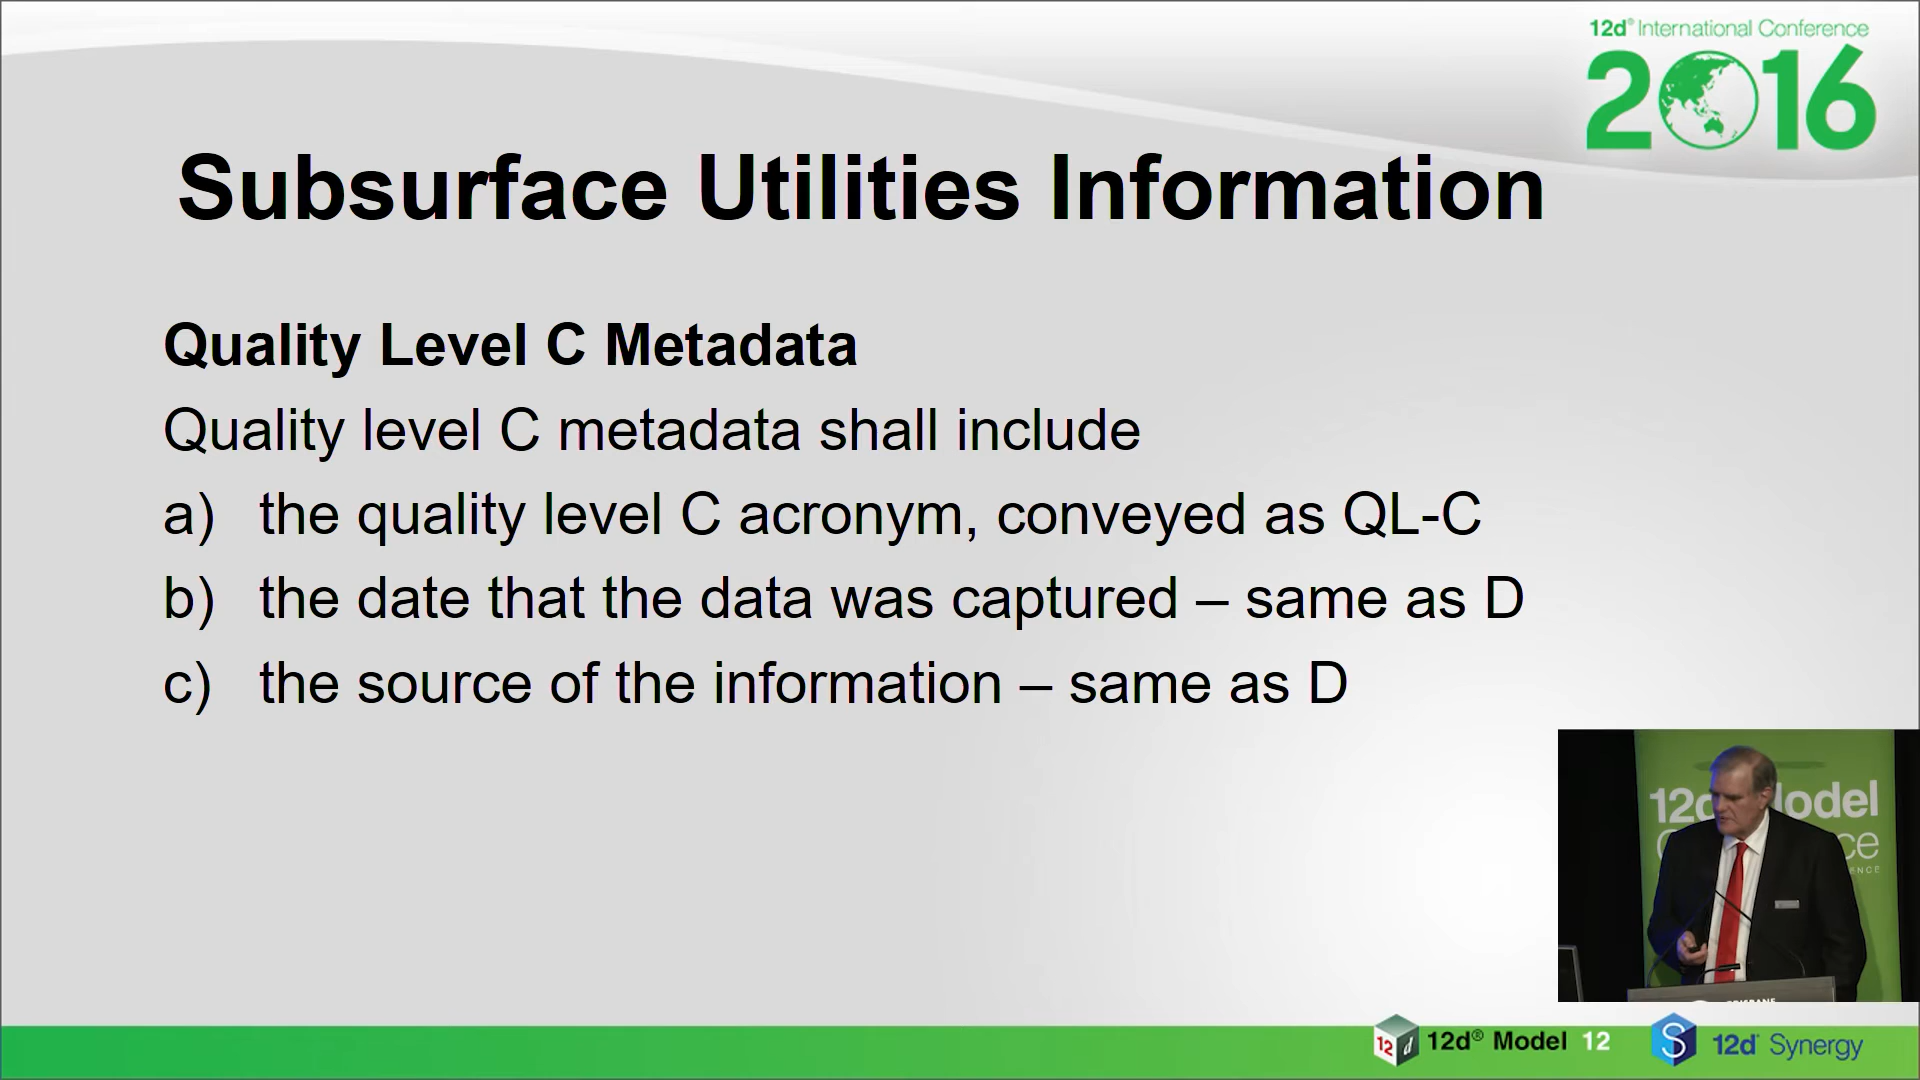 12d® International Conference
2016
Subsurface Utilities Information
Quality Level C Metadata
Quality level C metadata shall include
a) the quality level C acronym, conveyed as QL-C
b) the date that the data was captured – same as D
c) the source of the information – same as D
12d Model
12d® Model 12
12d Synergy